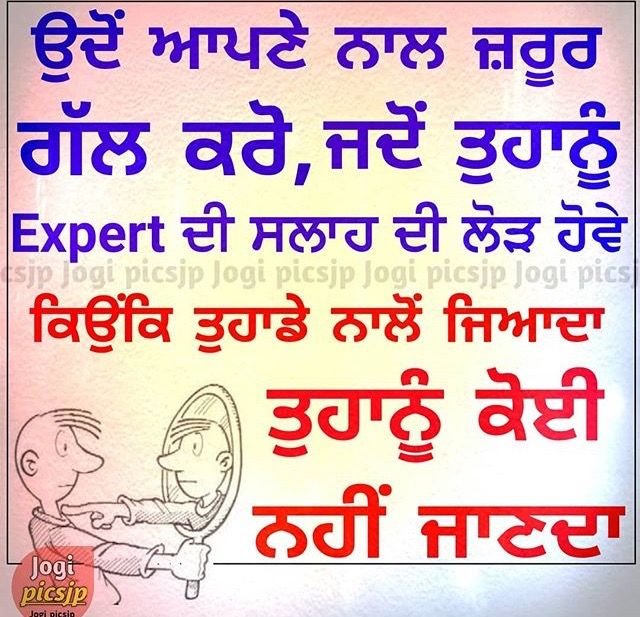 ਉਦੋਂ ਆਪਣੇ ਨਾਲ ਜ਼ਰੂਰ
ਗੱਲ ਕਰੋ, ਜਦੋਂ ਤੁਹਾਨੂੰ
Expert ਦੀ ਸਲਾਹ ਦੀ ਲੋੜ ਹੋਵੇ
csjp Jogi picsjp Jogi picsjp Jogi picsjp Jogi picsj
ਕਿਉਂਕਿ ਤੁਹਾਡੇ ਨਾਲੋਂ ਜਿਆਦਾ
ਤੁਹਾਨੂੰ ਕੋਈ
ਨਹੀਂ ਜਾਣਦਾ
Jogi
picsjp
Jogi picsjp